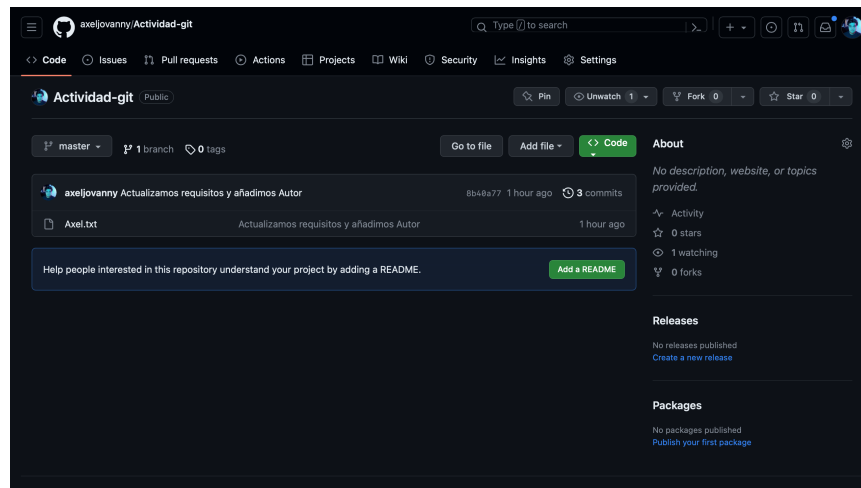 axeljovanny/Actividad-git
Type / to search
Code Issues Pull requests Actions Projects Wiki Security Insights Settings
Actividad-git Public
Pin Unwatch 1 Fork 0 Star 0
master 1 branch 0 tags Go to file Add file Code
axeljovanny Actualizamos requisitos y añadimos Autor 8b40a77 1 hour ago 3 commits
Axel.txt Actualizamos requisitos y añadimos Autor 1 hour ago
Help people interested in this repository understand your project by adding a README. Add a README
About
No description, website, or topics
provided.
Activity
0 stars
1 watching
0 forks
Releases
No releases published
Create a new release
Packages
No packages published
Publish your first package